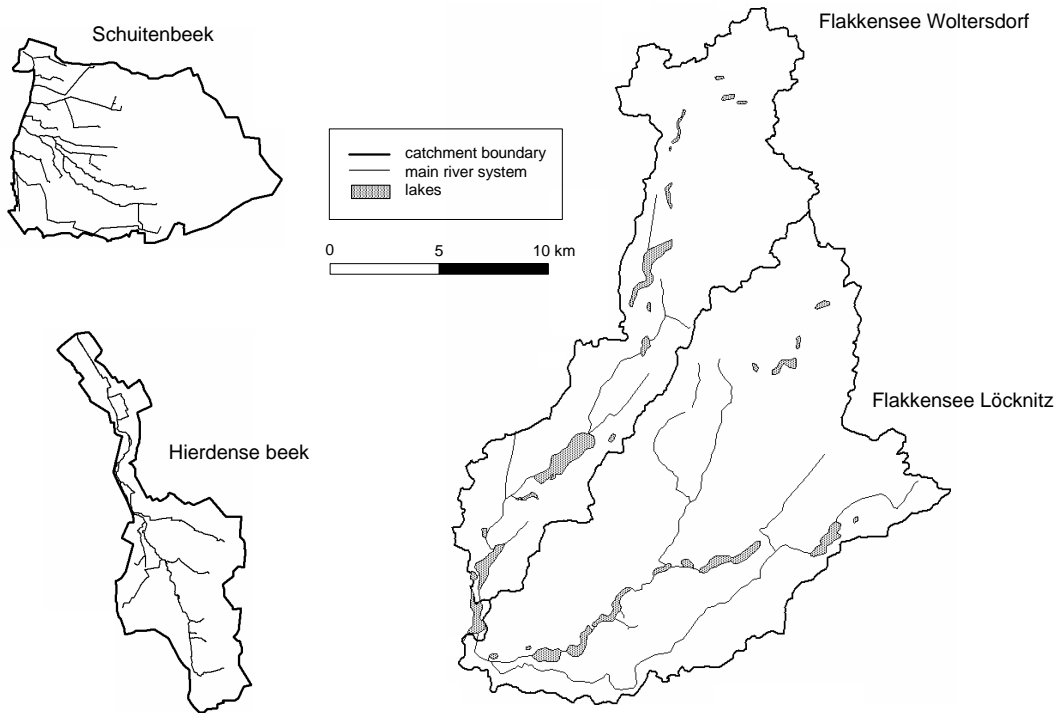 Schuitenbeek
Flakkensee Woltersdorf
catchment boundary
main river system
lakes
0 5 10 km
Flakkensee Löcknitz
Hierdense beek